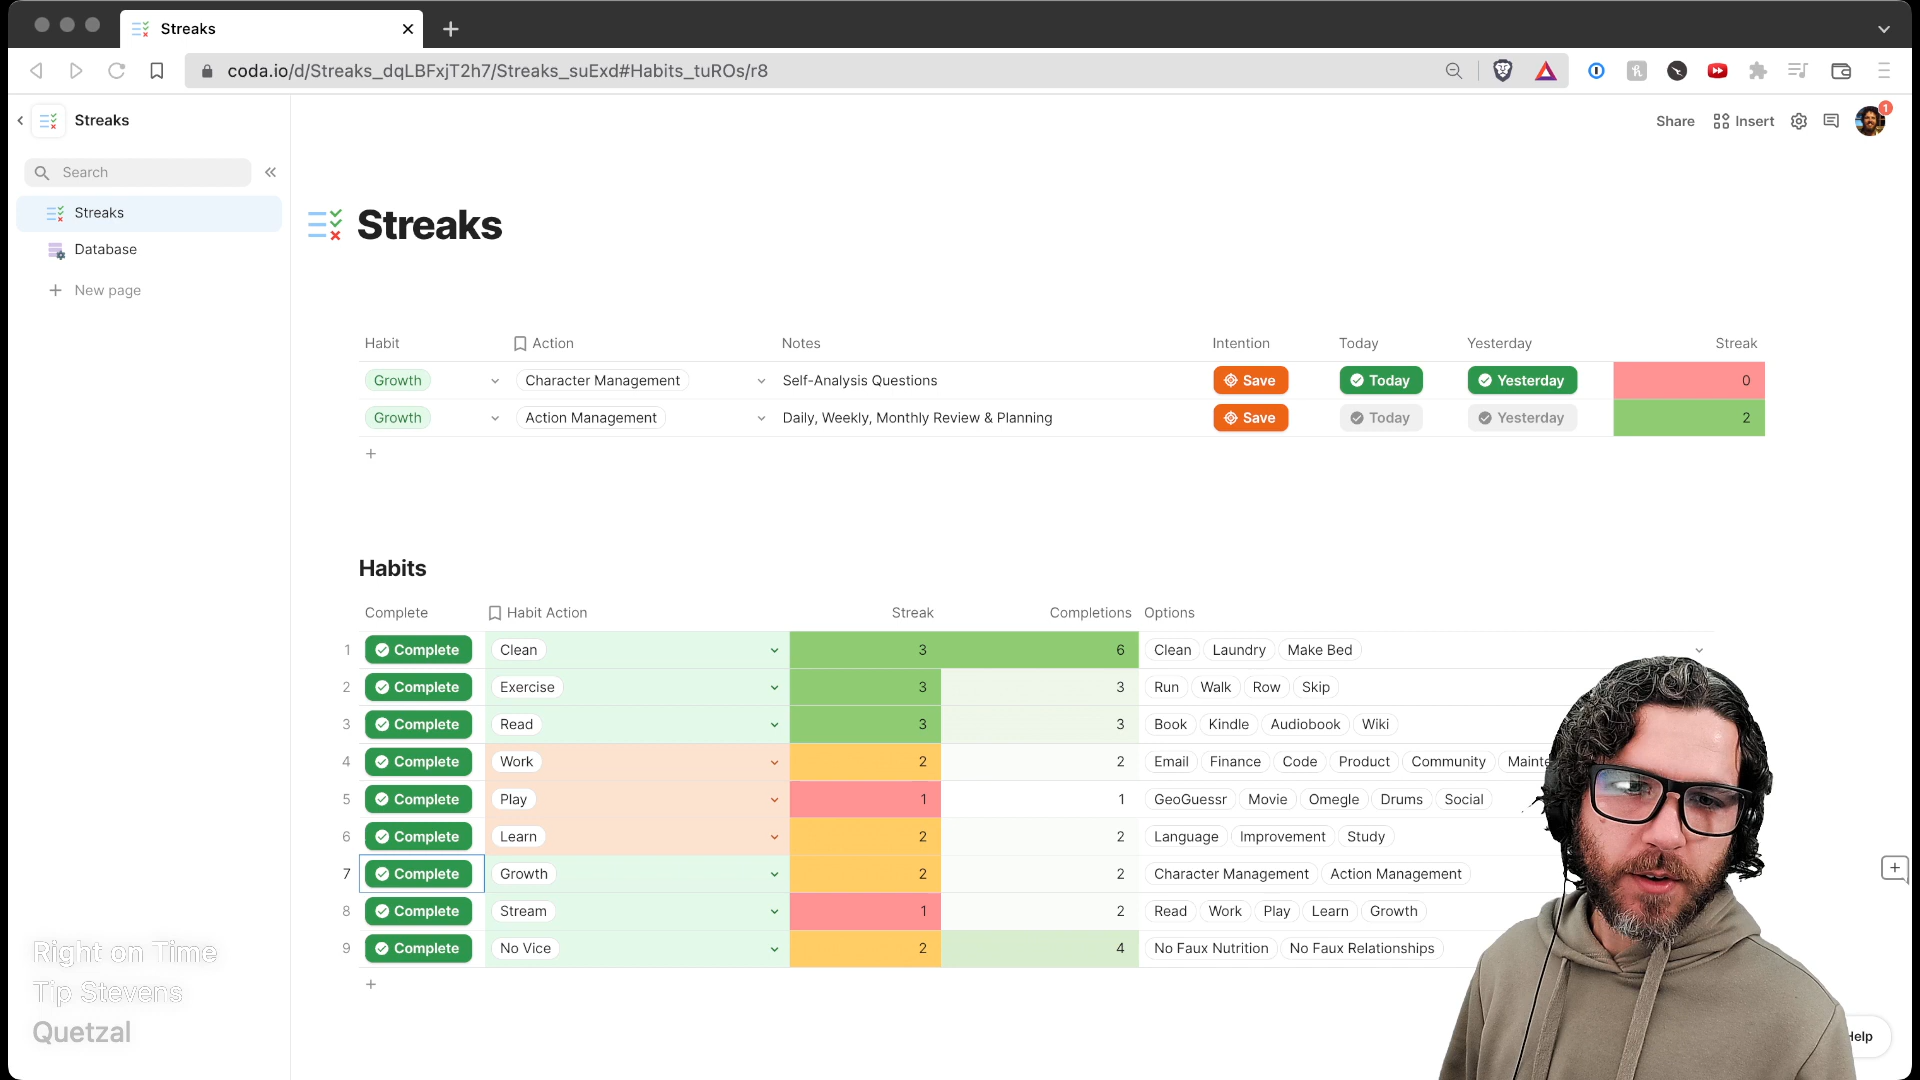 Streaks
coda.io/d/Streaks_dqLBFxjT2h7/Streaks_suExd#Habits_tuROs/r8
Streaks
Share Insert 1
Search
Streaks
Database
New page
Streaks
Habit Action Notes Intention Today Yesterday Streak
Growth Character Management Self-Analysis Questions Save Today Yesterday 0
Growth Action Management Daily, Weekly, Monthly Review & Planning Save Today Yesterday 2
Habits
Complete Habit Action Streak Completions Options
1 Complete Clean 3 6 Clean Laundry Make Bed
2 Complete Exercise 3 3 Run Walk Row Skip
3 Complete Read 3 3 Book Kindle Audiobook Wiki
4 Complete Work 2 2 Email Finance Code Product Community Mainte
5 Complete Play 1 1 GeoGuessr Movie Omegle Drums Social
6 Complete Learn 2 2 Language Improvement Study
7 Complete Growth 2 2 Character Management Action Management
8 Complete Stream 1 2 Read Work Play Learn Growth
9 Complete No Vice 2 4 No Faux Nutrition No Faux Relationships
Right on Time
Tip Stevens
Quetzal
Help